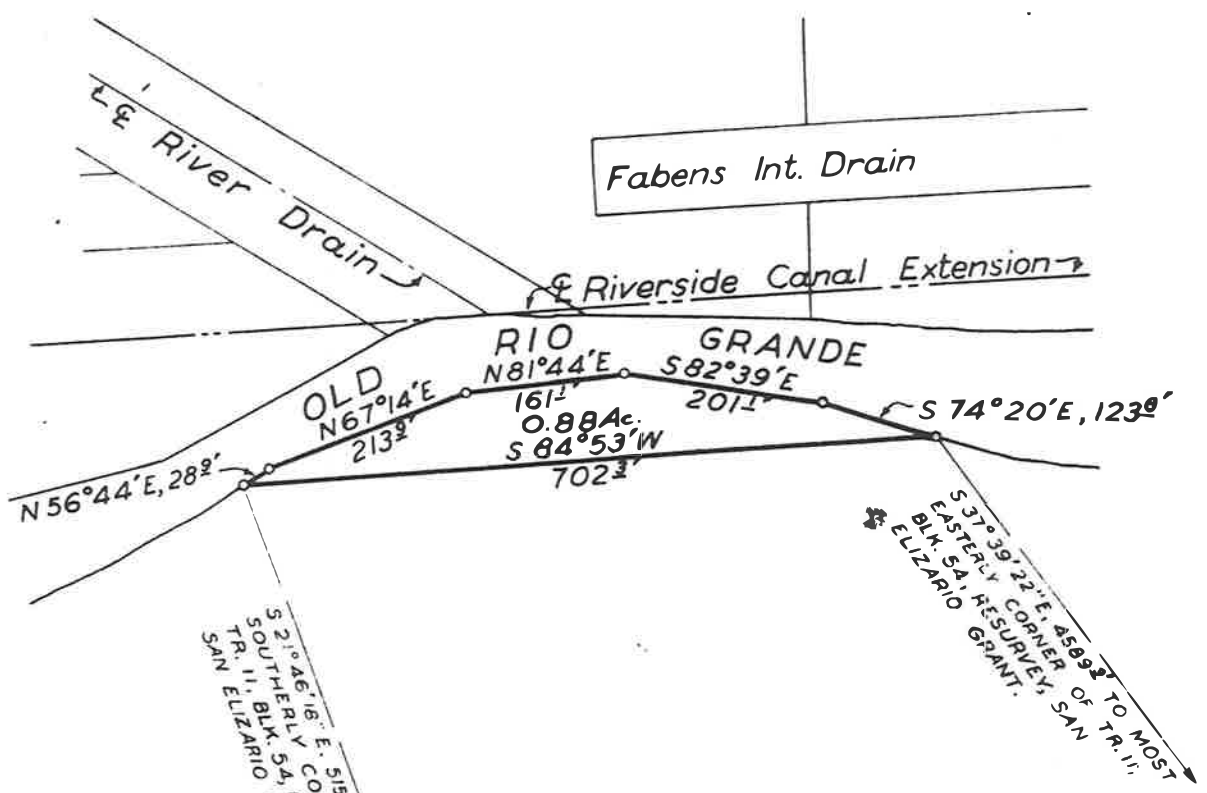 ℄ River Drain
Fabens Int. Drain
℄ Riverside Canal Extension
OLD RIO GRANDE
N 56°44'E, 28.9'
N67°14'E
213.9'
N81°44'E
161.1'
S 82°39'E
201.1'
S 74°20'E, 123.8'
0.88Ac.
S 84°53'W
702.3'
S 21°46'18" E, 515
SOUTHERLY CO
TR. 11, BLK. 54,
SAN ELIZARIO
S 37°39'22"E, 4589.2' TO MOST
EASTERLY CORNER OF TR. 11,
BLK. 54, RESURVEY, SAN
ELIZARIO GRANT.